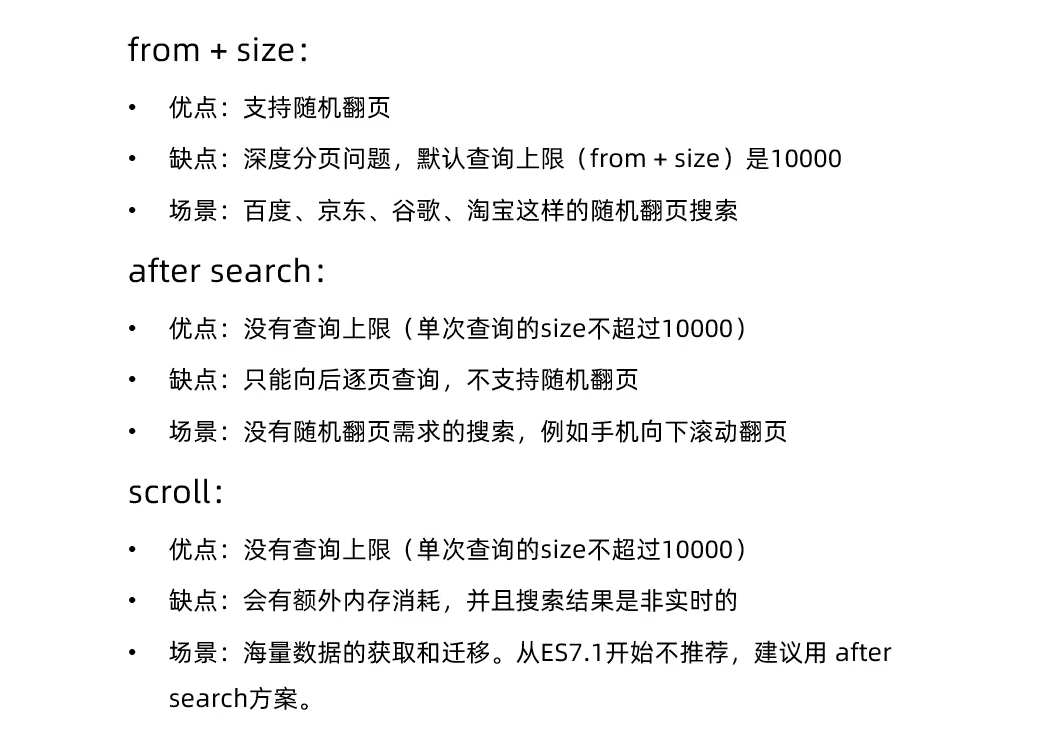 from + size：
• 优点：支持随机翻页
• 缺点：深度分页问题，默认查询上限（from + size）是10000
• 场景：百度、京东、谷歌、淘宝这样的随机翻页搜索
after search：
• 优点：没有查询上限（单次查询的size不超过10000）
• 缺点：只能向后逐页查询，不支持随机翻页
• 场景：没有随机翻页需求的搜索，例如手机向下滚动翻页
scroll：
• 优点：没有查询上限（单次查询的size不超过10000）
• 缺点：会有额外内存消耗，并且搜索结果是非实时的
• 场景：海量数据的获取和迁移。从ES7.1开始不推荐，建议用 after
search方案。